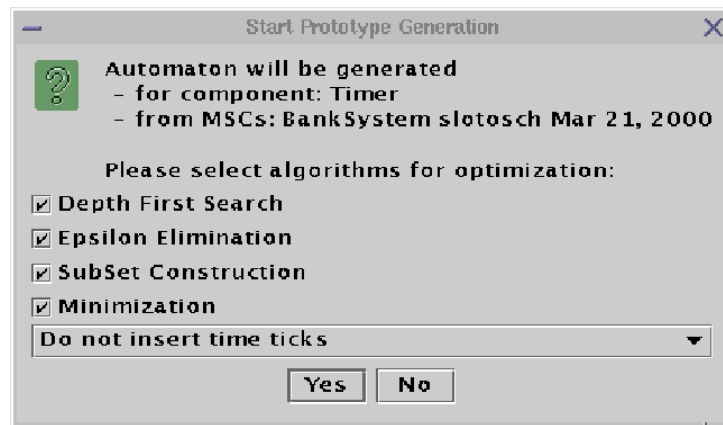 Start Prototype Generation
Automaton will be generated
- for component: Timer
- from MSCs: BankSystem slotosch Mar 21, 2000
Please select algorithms for optimization:
Depth First Search
Epsilon Elimination
SubSet Construction
Minimization
Do not insert time ticks
Yes No